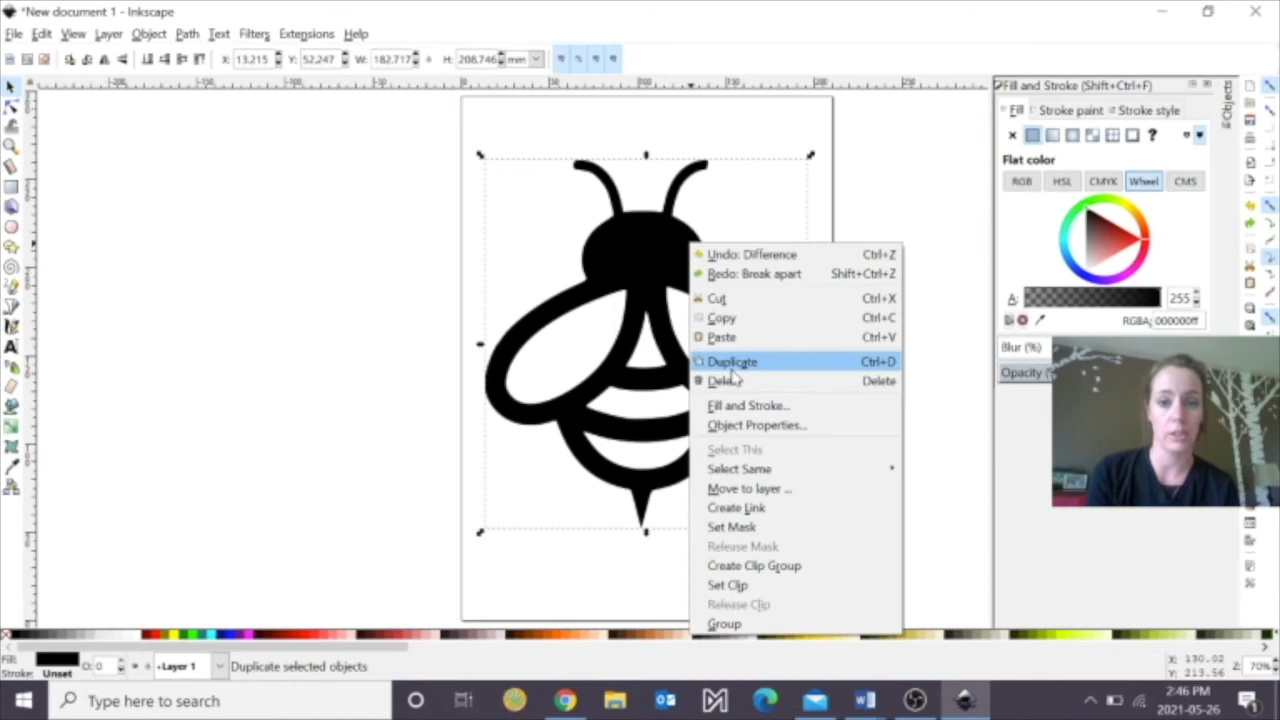 *New document 1 - Inkscape
File Edit View Layer Object Path Text Filters Extensions Help
X: 13.215 Y: 52.247 W: 182.717 H: 208.746 mm
Fill and Stroke (Shift+Ctrl+F)
Objects
Fill Stroke paint Stroke style
Flat color
RGB HSL CMYK Wheel CMS
A: 255
RGBA: 000000ff
Blur (%)
Opacity (%
Undo: Difference Ctrl+Z
Redo: Break apart Shift+Ctrl+Z
Cut Ctrl+X
Copy Ctrl+C
Paste Ctrl+V
Duplicate Ctrl+D
Delete Delete
Fill and Stroke...
Object Properties...
Select This
Select Same
Move to layer ...
Create Link
Set Mask
Release Mask
Create Clip Group
Set Clip
Release Clip
Group
Fill:
Stroke: Unset
O: 0
Layer 1
Duplicate selected objects
X: 130.02
Y: 213.56
Z: 70%
Type here to search
2:46 PM
2021-05-26
1